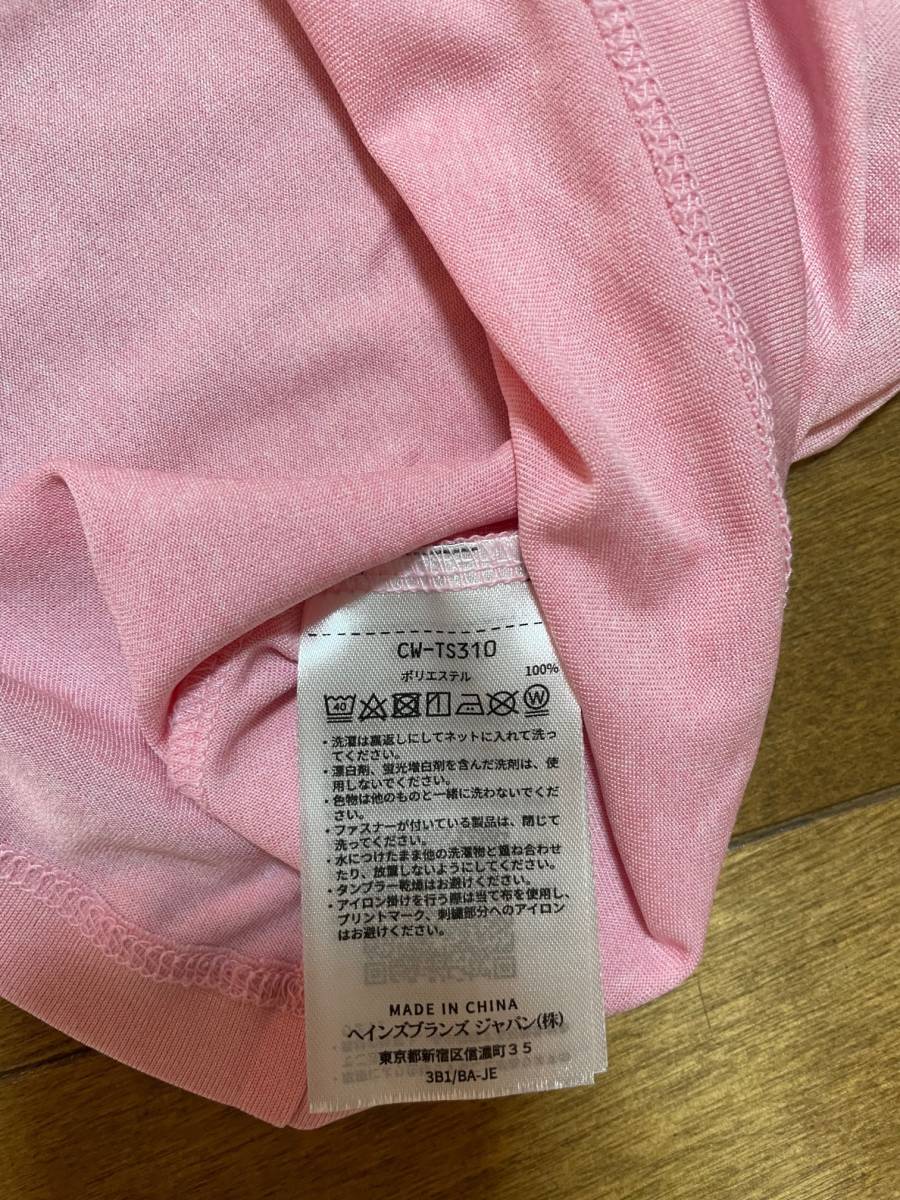 CW-TS310
ポリエステル 100%
40 W
・洗濯は裏返しにしてネットに入れて洗っ
てください。
・漂白剤、蛍光増白剤を含んだ洗剤は、使
用しないでください。
・色物は他のものと一緒に洗わないでくだ
さい。
・ファスナーが付いている製品は、閉じて
洗ってください。
・水につけたまま他の洗濯物と重ね合わせ
たり、放置しないようにしてください。
・タンブラー乾燥はお避けください。
・アイロン掛けを行う際は当て布を使用し、
プリントマーク、刺繍部分へのアイロン
はお避けください。
MADE IN CHINA
ヘインズブランズ ジャパン(株)
東京都新宿区信濃町35
3B1/BA-JE